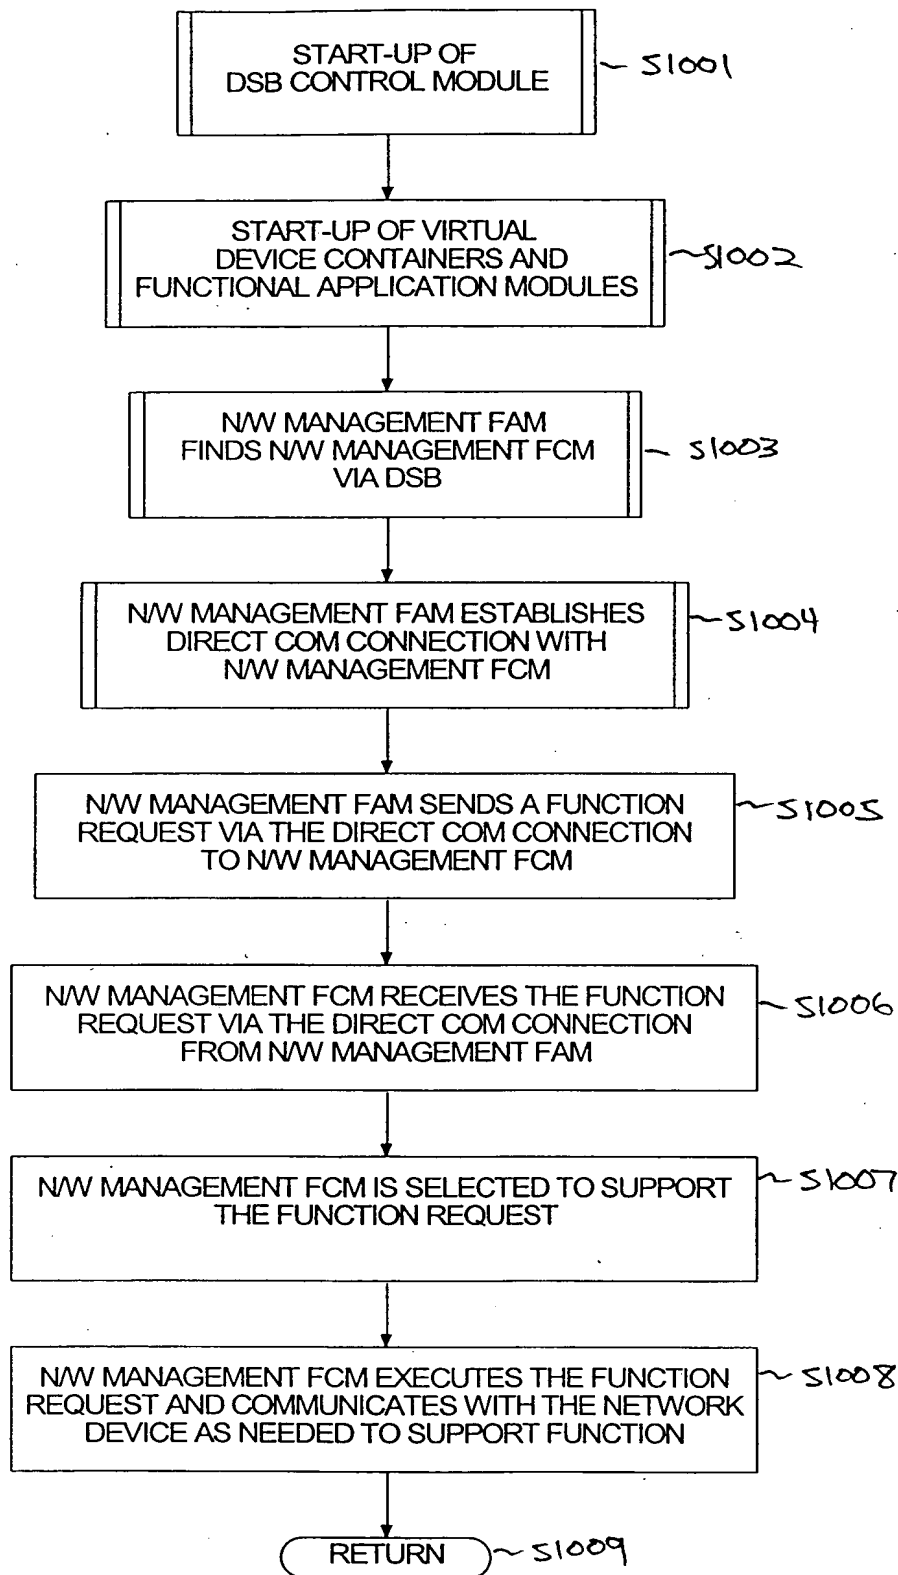 START-UP OF
DSB CONTROL MODULE
S1001
START-UP OF VIRTUAL
DEVICE CONTAINERS AND
FUNCTIONAL APPLICATION MODULES
S1002
N/W MANAGEMENT FAM
FINDS N/W MANAGEMENT FCM
VIA DSB
S1003
N/W MANAGEMENT FAM ESTABLISHES
DIRECT COM CONNECTION WITH
N/W MANAGEMENT FCM
S1004
N/W MANAGEMENT FAM SENDS A FUNCTION
REQUEST VIA THE DIRECT COM CONNECTION
TO N/W MANAGEMENT FCM
S1005
N/W MANAGEMENT FCM RECEIVES THE FUNCTION
REQUEST VIA THE DIRECT COM CONNECTION
FROM N/W MANAGEMENT FAM
S1006
N/W MANAGEMENT FCM IS SELECTED TO SUPPORT
THE FUNCTION REQUEST
S1007
N/W MANAGEMENT FCM EXECUTES THE FUNCTION
REQUEST AND COMMUNICATES WITH THE NETWORK
DEVICE AS NEEDED TO SUPPORT FUNCTION
S1008
RETURN
S1009